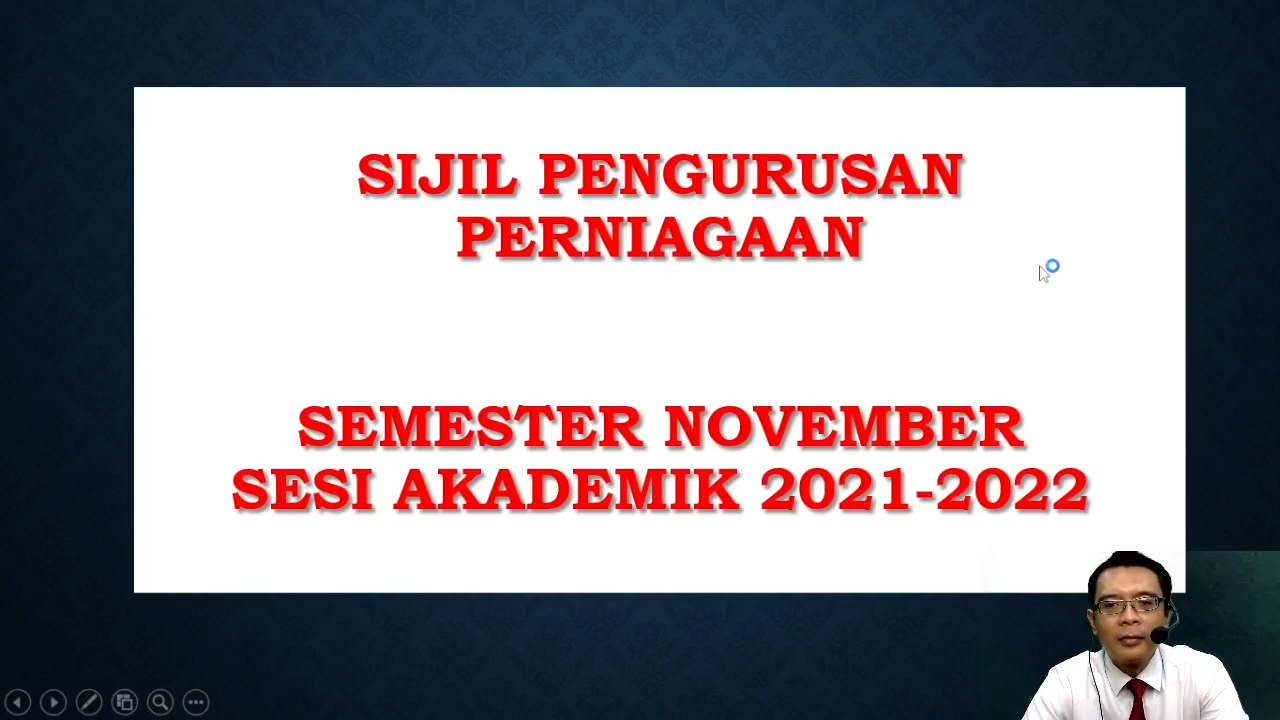 SIJIL PENGURUSAN
PERNIAGAAN
SEMESTER NOVEMBER
SESI AKADEMIK 2021-2022